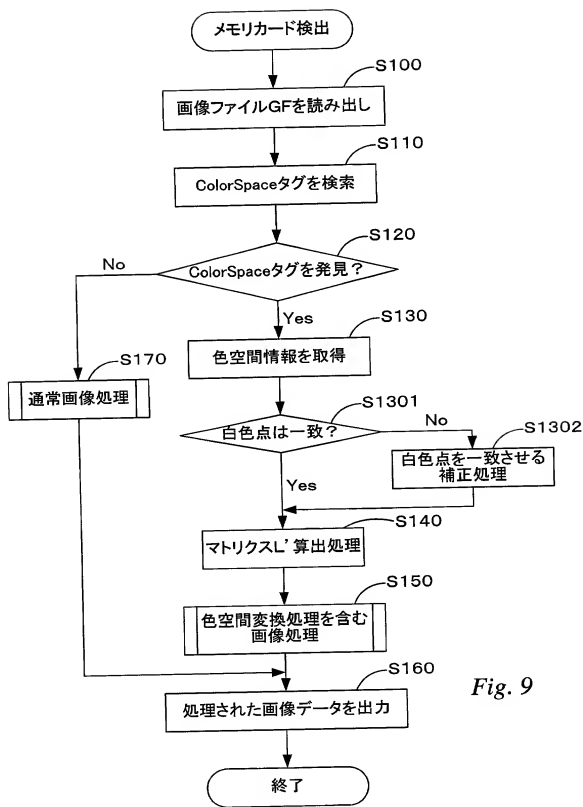 メモリカード検出
S100
画像ファイルGFを読み出し
S110
ColorSpaceタグを検索
S120
ColorSpaceタグを発見?
No
Yes
S130
色空間情報を取得
S170
通常画像処理
S1301
白色点は一致?
No
S1302
白色点を一致させる
補正処理
Yes
S140
マトリクスL'算出処理
S150
色空間変換処理を含む
画像処理
S160
処理された画像データを出力
Fig. 9
終了